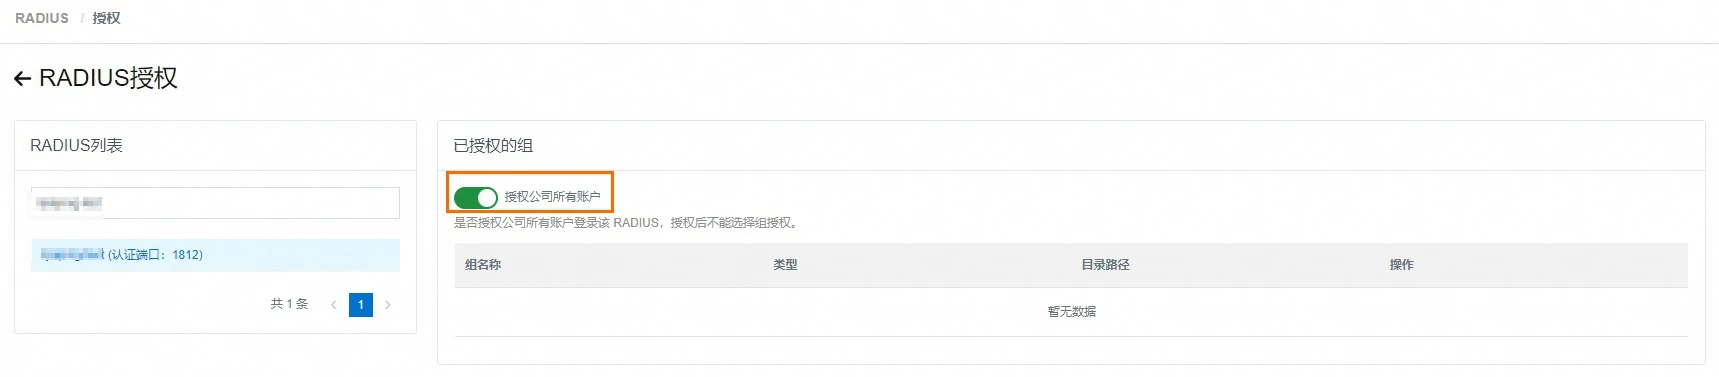 RADIUS / 授权
RADIUS授权
RADIUS列表
(认证端口：1812)
共 1 条 < 1 >
已授权的组
授权公司所有账户
是否授权公司所有账户登录该 RADIUS，授权后不能选择组授权。
组名称 类型 目录路径 操作
暂无数据